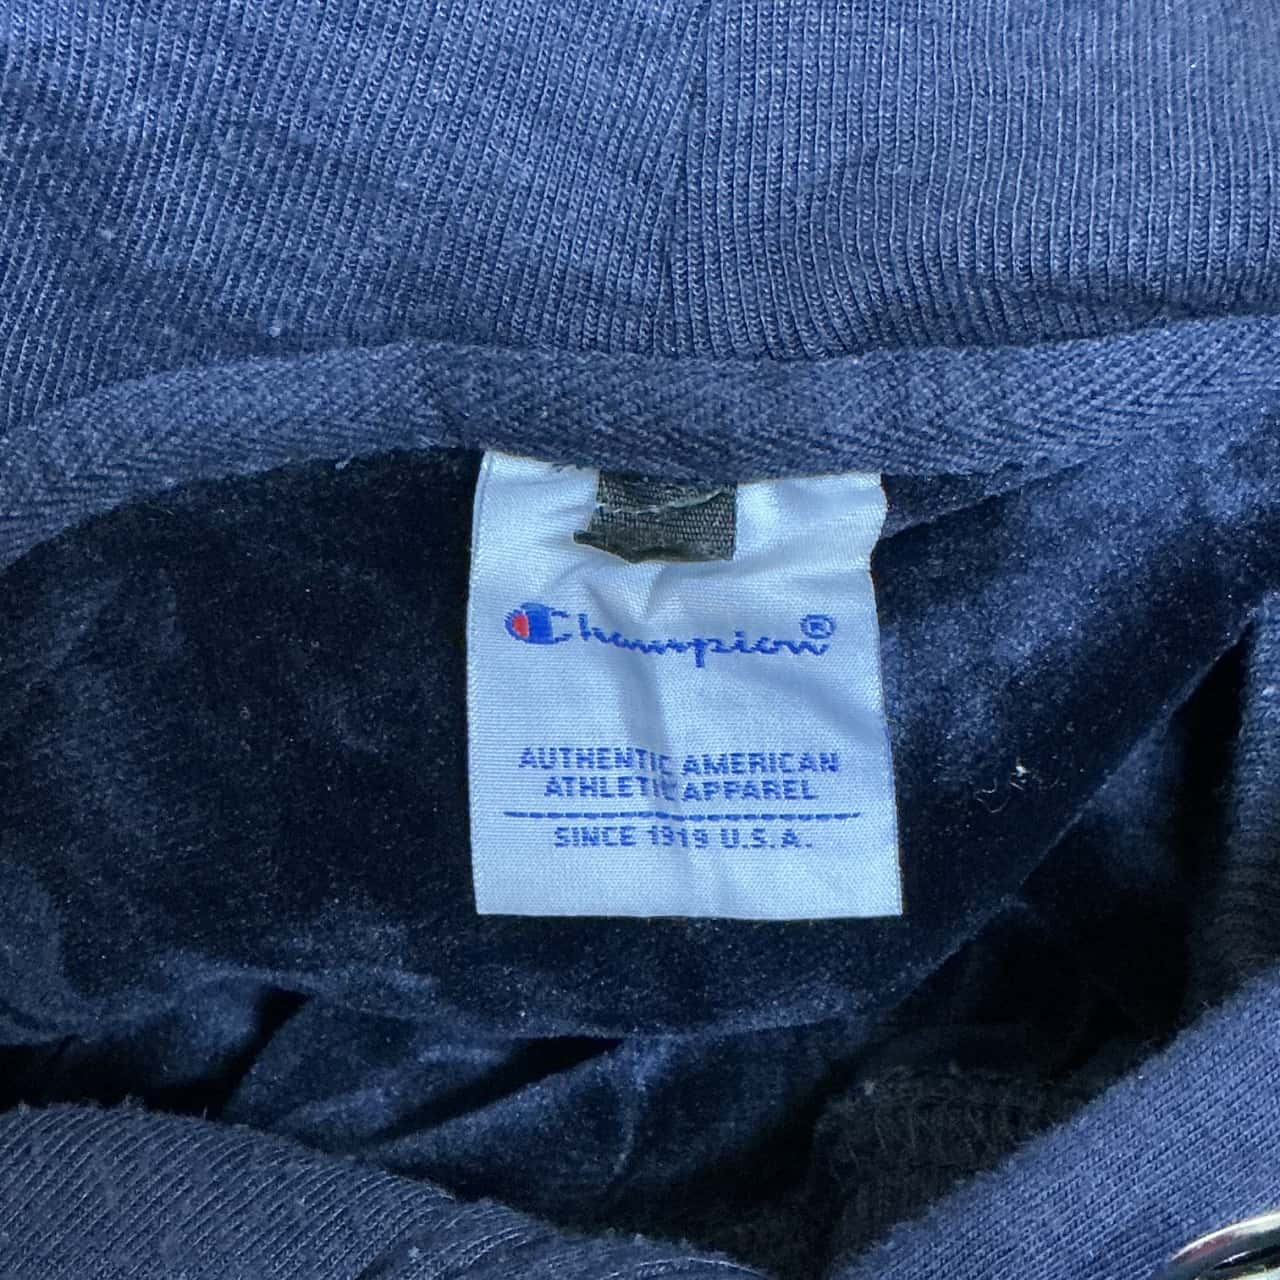 Champion®
AUTHENTIC AMERICAN
ATHLETIC APPAREL
SINCE 1919 U.S.A.